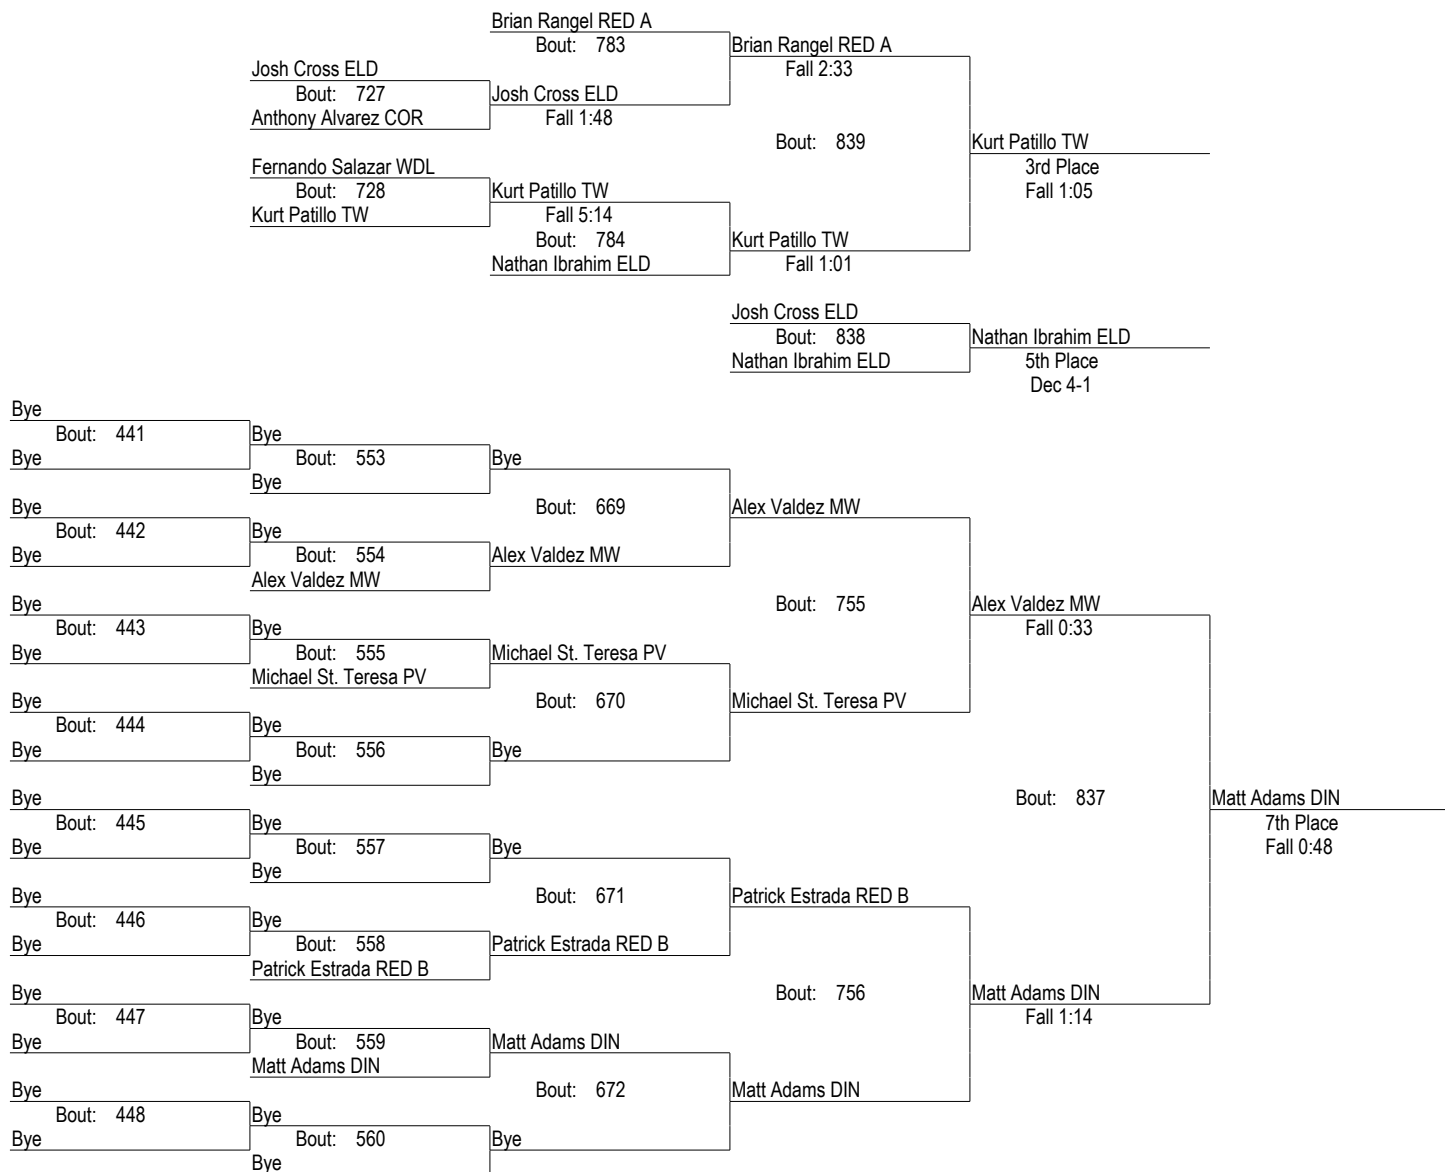 Brian Rangel RED A
Bout: 783
Brian Rangel RED A
Josh Cross ELD
Fall 2:33
Bout: 727
Josh Cross ELD
Anthony Alvarez COR
Fall 1:48
Bout: 839
Kurt Patillo TW
Fernando Salazar WDL
3rd Place
Bout: 728
Kurt Patillo TW
Fall 1:05
Kurt Patillo TW
Fall 5:14
Bout: 784
Kurt Patillo TW
Nathan Ibrahim ELD
Fall 1:01
Josh Cross ELD
Bout: 838
Nathan Ibrahim ELD
Nathan Ibrahim ELD
5th Place
Dec 4-1
Bye
Bout: 441
Bye
Bye
Bout: 553
Bye
Bye
Bye
Bout: 669
Alex Valdez MW
Bout: 442
Bye
Bye
Bout: 554
Alex Valdez MW
Alex Valdez MW
Bye
Bout: 755
Alex Valdez MW
Bout: 443
Bye
Fall 0:33
Bye
Bout: 555
Michael St. Teresa PV
Michael St. Teresa PV
Bye
Bout: 670
Michael St. Teresa PV
Bout: 444
Bye
Bye
Bout: 556
Bye
Bye
Bye
Bout: 837
Matt Adams DIN
Bout: 445
Bye
7th Place
Bye
Bout: 557
Bye
Fall 0:48
Bye
Bye
Bout: 671
Patrick Estrada RED B
Bout: 446
Bye
Bye
Bout: 558
Patrick Estrada RED B
Patrick Estrada RED B
Bye
Bout: 756
Matt Adams DIN
Bout: 447
Bye
Fall 1:14
Bye
Bout: 559
Matt Adams DIN
Matt Adams DIN
Bye
Bout: 672
Matt Adams DIN
Bout: 448
Bye
Bye
Bout: 560
Bye
Bye